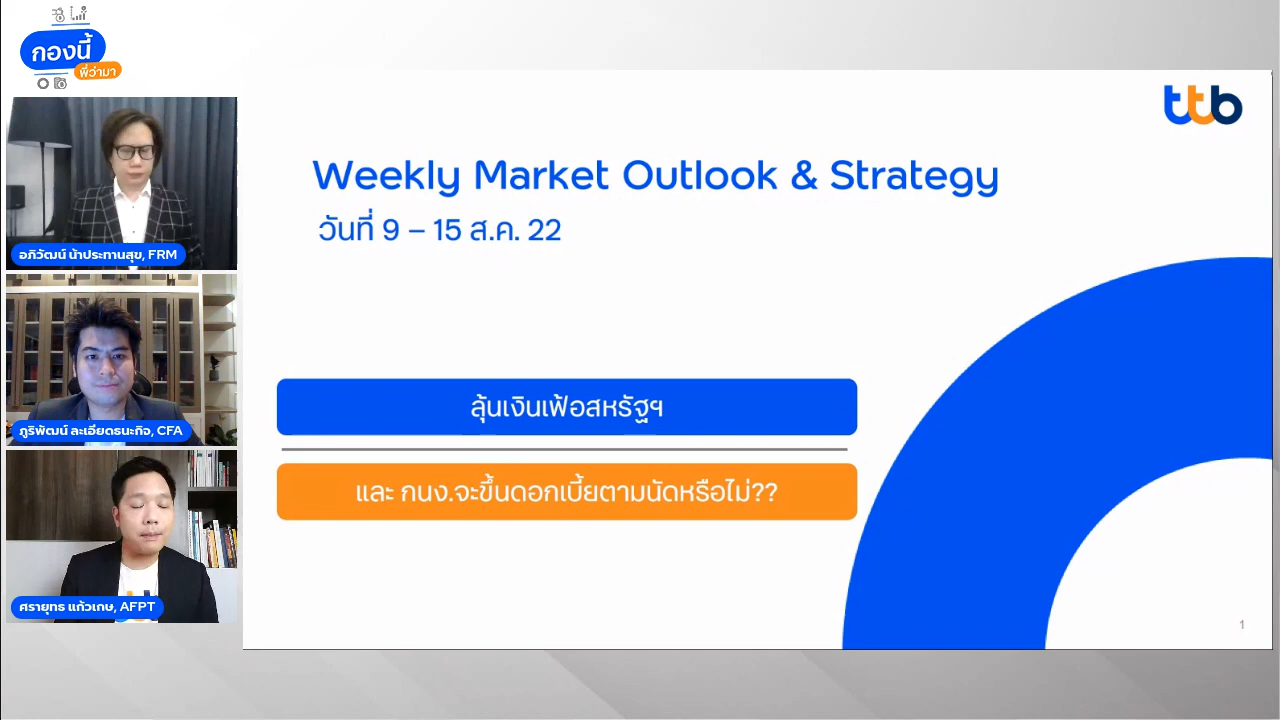 กองนี้
พี่ว่ามา
อภิวัฒน์ น้าประทานสุข, FRM
ภูริพัฒน์ ละเอียดธนะกิจ, CFA
ศรายุทธ แก้วเกษ, AFPT
ttb
Weekly Market Outlook & Strategy
วันที่ 9 – 15 ส.ค. 22
ลุ้นเงินเฟ้อสหรัฐฯ
และ กนง.จะขึ้นดอกเบี้ยตามนัดหรือไม่??
1